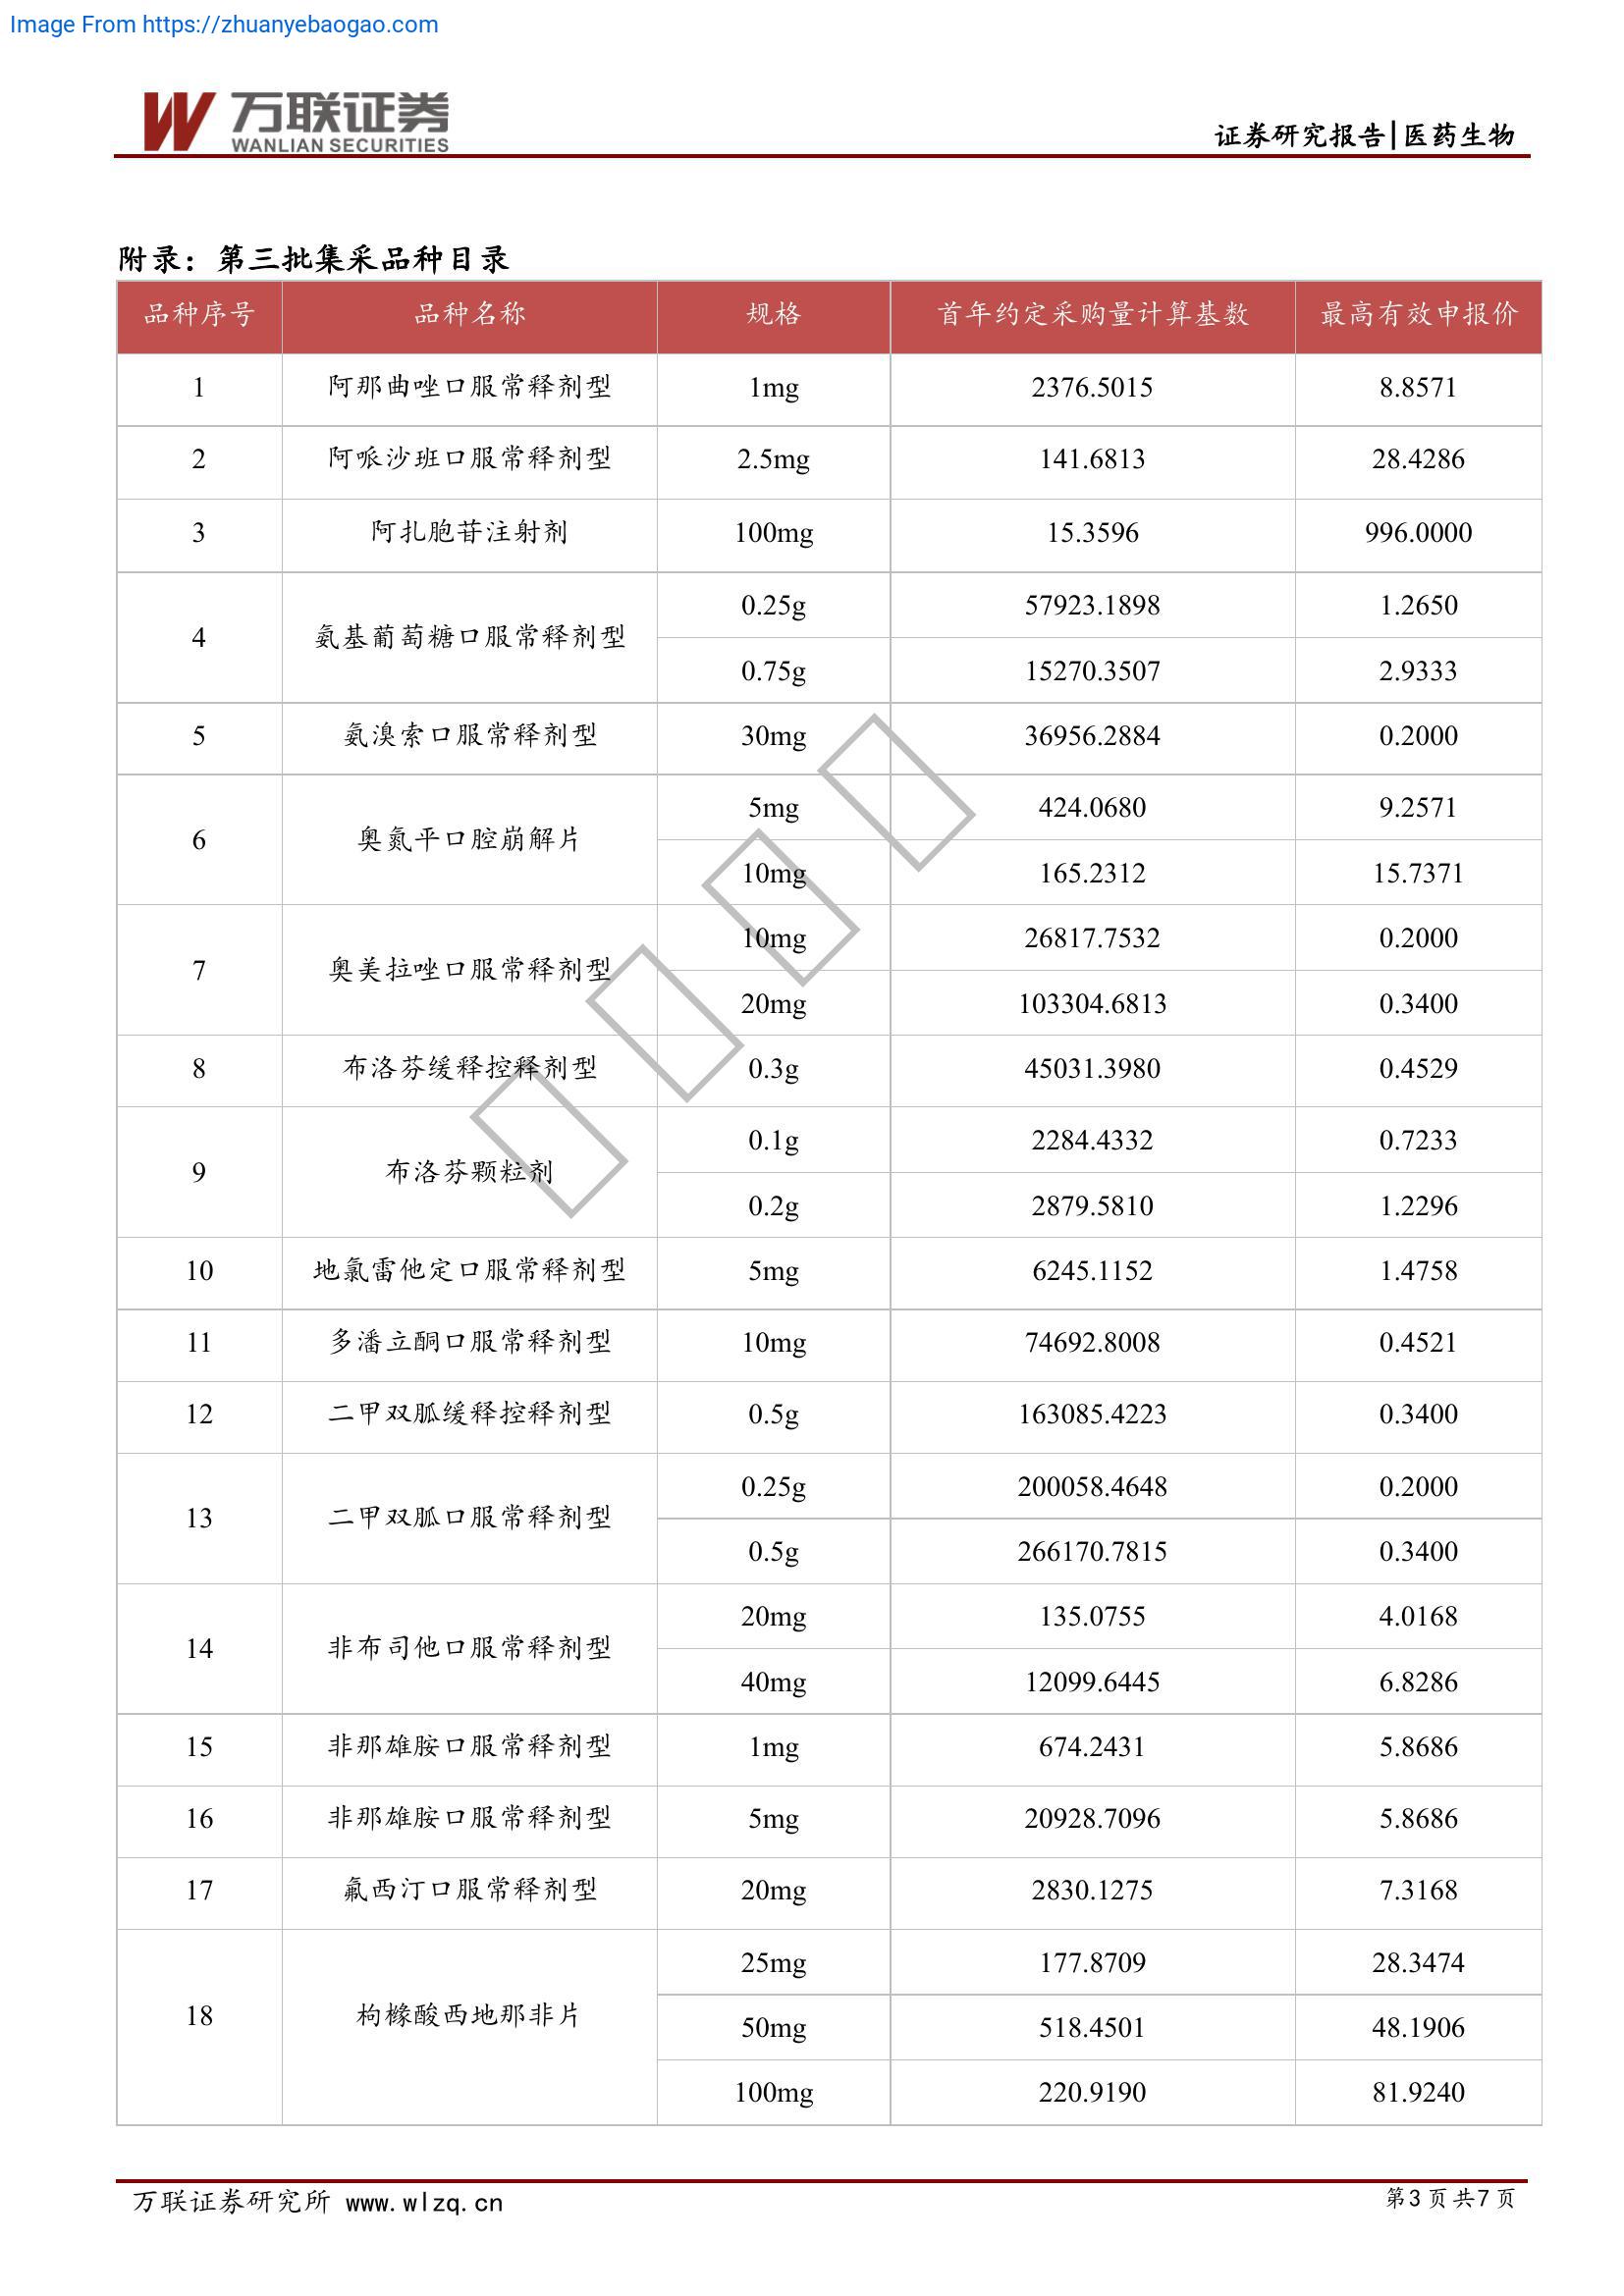 Image From https://zhuanyebaogao.com
万联证券
WANLIAN SECURITIES
证券研究报告|医药生物
附录：第三批集采品种目录
品种序号 品种名称 规格 首年约定采购量计算基数 最高有效申报价
1 阿那曲唑口服常释剂型 1mg 2376.5015 8.8571
2 阿哌沙班口服常释剂型 2.5mg 141.6813 28.4286
3 阿扎胞苷注射剂 100mg 15.3596 996.0000
4 氨基葡萄糖口服常释剂型 0.25g 57923.1898 1.2650
0.75g 15270.3507 2.9333
5 氨溴索口服常释剂型 30mg 36956.2884 0.2000
6 奥氮平口腔崩解片 5mg 424.0680 9.2571
10mg 165.2312 15.7371
7 奥美拉唑口服常释剂型 10mg 26817.7532 0.2000
20mg 103304.6813 0.3400
8 布洛芬缓释控释剂型 0.3g 45031.3980 0.4529
9 布洛芬颗粒剂 0.1g 2284.4332 0.7233
0.2g 2879.5810 1.2296
10 地氯雷他定口服常释剂型 5mg 6245.1152 1.4758
11 多潘立酮口服常释剂型 10mg 74692.8008 0.4521
12 二甲双胍缓释控释剂型 0.5g 163085.4223 0.3400
13 二甲双胍口服常释剂型 0.25g 200058.4648 0.2000
0.5g 266170.7815 0.3400
14 非布司他口服常释剂型 20mg 135.0755 4.0168
40mg 12099.6445 6.8286
15 非那雄胺口服常释剂型 1mg 674.2431 5.8686
16 非那雄胺口服常释剂型 5mg 20928.7096 5.8686
17 氟西汀口服常释剂型 20mg 2830.1275 7.3168
18 枸橼酸西地那非片 25mg 177.8709 28.3474
50mg 518.4501 48.1906
100mg 220.9190 81.9240
万联证券研究所 www.wlzq.cn
第3页共7页